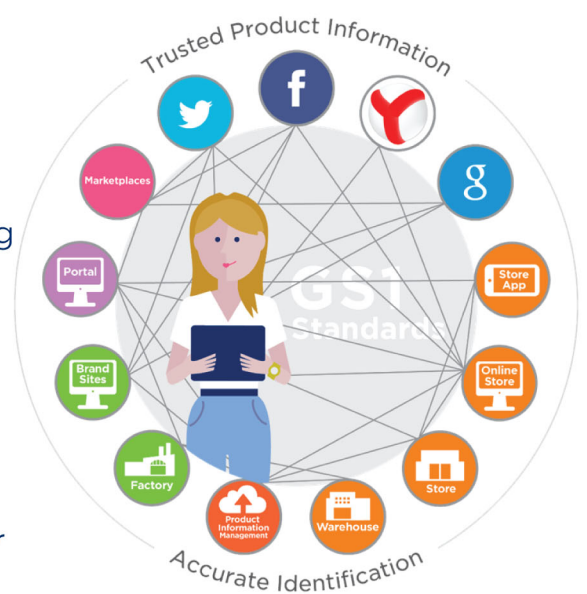 Trusted Product Information
f
g
Marketplaces
g
Portal
Store
App
GS1
Standards
Brand
Sites
Online
Store
Factory
Store
Product
Information
Management
Warehouse
r
Accurate Identification